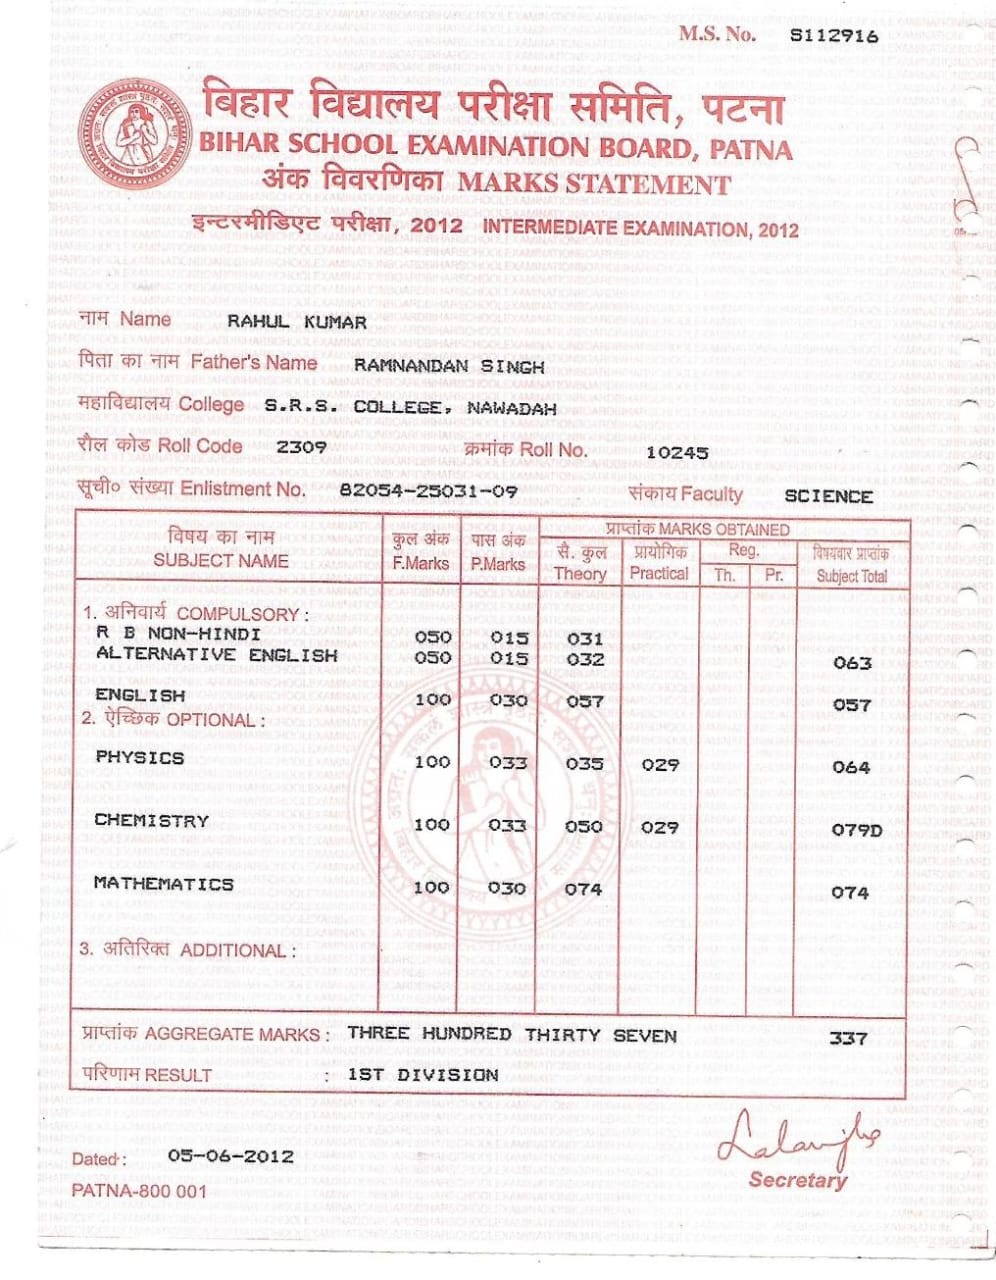 M.S. No. S112916
बिहार विद्यालय परीक्षा समिति, पटना
BIHAR SCHOOL EXAMINATION BOARD, PATNA
अंक विवरणिका MARKS STATEMENT
इन्टरमीडिएट परीक्षा, 2012 INTERMEDIATE EXAMINATION, 2012
नाम Name RAHUL KUMAR
पिता का नाम Father's Name RAMNANDAN SINGH
महाविद्यालय College S.R.S. COLLEGE, NAWADAH
रौल कोड Roll Code 2309 क्रमांक Roll No. 10245
सूची० संख्या Enlistment No. 82054-25031-09 संकाय Faculty SCIENCE
विषय का नाम कुल अंक पास अंक प्राप्तांक MARKS OBTAINED
SUBJECT NAME F.Marks P.Marks सै. कुल प्रायोगिक Reg. विषयवार प्राप्तांक
Theory Practical Th. Pr. Subject Total
1. अनिवार्य COMPULSORY :
R B NON-HINDI 050 015 031
ALTERNATIVE ENGLISH 050 015 032 063
ENGLISH 100 030 057 057
2. ऐच्छिक OPTIONAL :
PHYSICS 100 033 035 029 064
CHEMISTRY 100 033 050 029 079D
MATHEMATICS 100 030 074 074
3. अतिरिक्त ADDITIONAL :
प्राप्तांक AGGREGATE MARKS : THREE HUNDRED THIRTY SEVEN 337
परिणाम RESULT : 1ST DIVISION
Dated : 05-06-2012
Secretary
PATNA-800 001